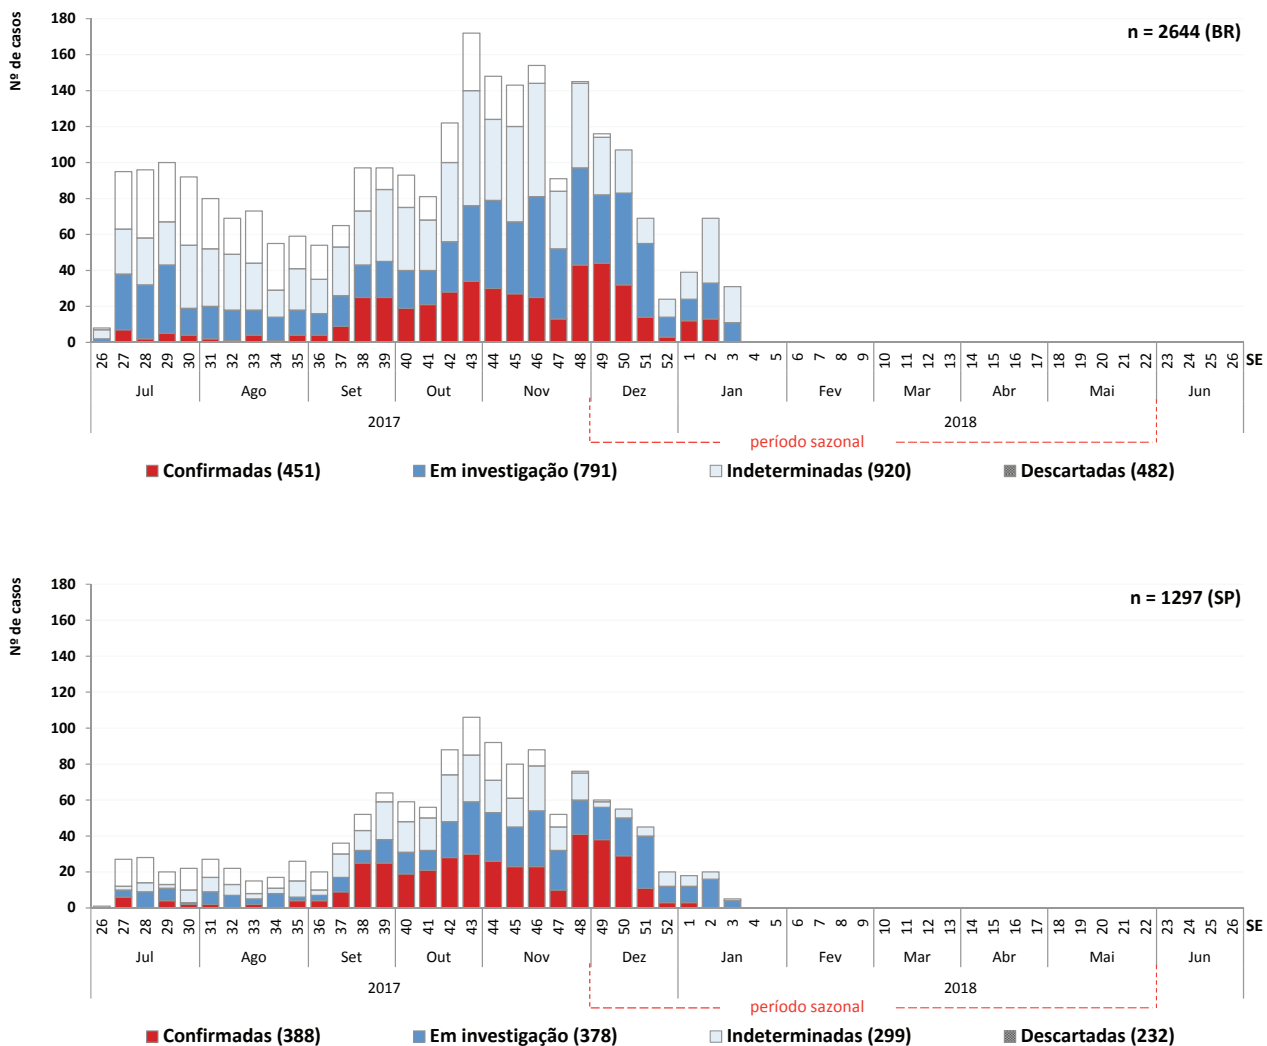 Nº de casos
n = 2644 (BR)
180
160
140
120
100
80
60
40
20
0
26 27 28 29 30 31 32 33 34 35 36 37 38 39 40 41 42 43 44 45 46 47 48 49 50 51 52 1 2 3 4 5 6 7 8 9 10 11 12 13 14 15 16 17 18 19 20 21 22 23 24 25 26 SE
Jul Ago Set Out Nov Dez Jan Fev Mar Abr Mai Jun
2017 2018
período sazonal
Confirmadas (451) Em investigação (791) Indeterminadas (920) Descartadas (482)
Nº de casos
n = 1297 (SP)
180
160
140
120
100
80
60
40
20
0
26 27 28 29 30 31 32 33 34 35 36 37 38 39 40 41 42 43 44 45 46 47 48 49 50 51 52 1 2 3 4 5 6 7 8 9 10 11 12 13 14 15 16 17 18 19 20 21 22 23 24 25 26 SE
Jul Ago Set Out Nov Dez Jan Fev Mar Abr Mai Jun
2017 2018
período sazonal
Confirmadas (388) Em investigação (378) Indeterminadas (299) Descartadas (232)